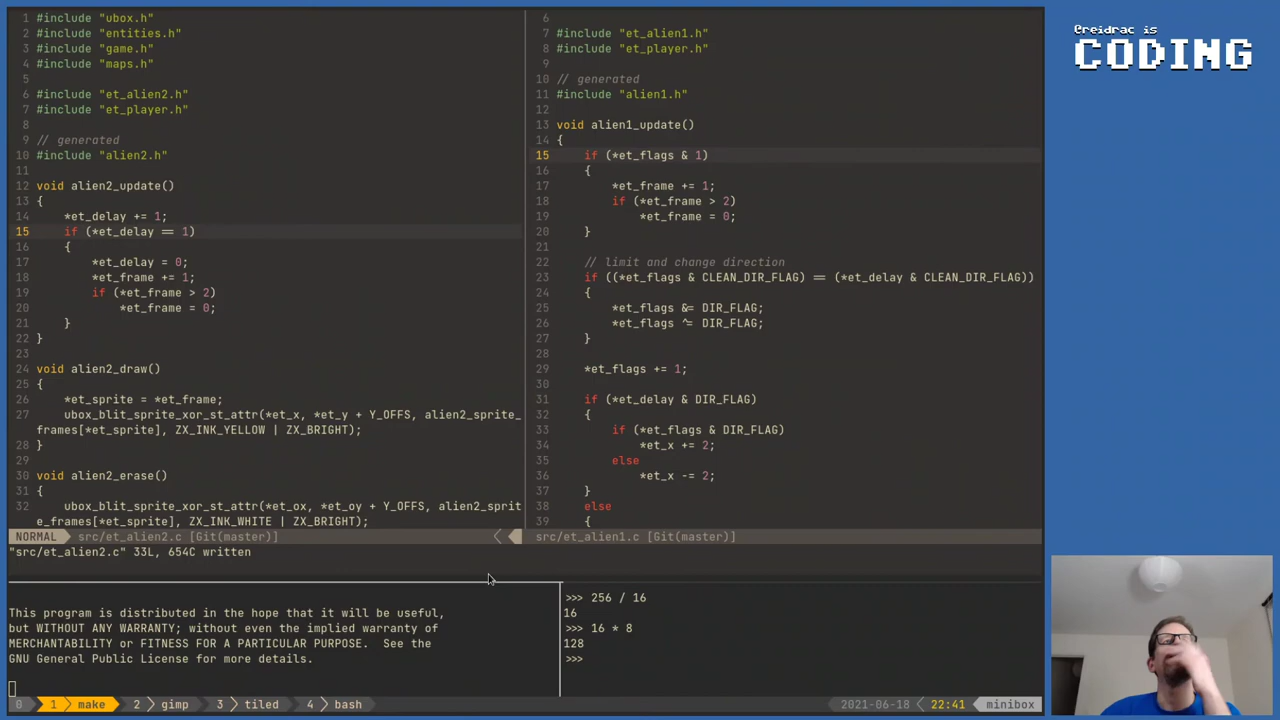 1 #include "ubox.h"
2 #include "entities.h"
3 #include "game.h"
4 #include "maps.h"
5
6 #include "et_alien2.h"
7 #include "et_player.h"
8
9 // generated
10 #include "alien2.h"
11
12 void alien2_update()
13 {
14 *et_delay += 1;
15 if (*et_delay == 1)
16 {
17 *et_delay = 0;
18 *et_frame += 1;
19 if (*et_frame > 2)
20 *et_frame = 0;
21 }
22 }
23
24 void alien2_draw()
25 {
26 *et_sprite = *et_frame;
27 ubox_blit_sprite_xor_st_attr(*et_x, *et_y + Y_OFFS, alien2_sprite_
frames[*et_sprite], ZX_INK_YELLOW | ZX_BRIGHT);
28 }
29
30 void alien2_erase()
31 {
32 ubox_blit_sprite_xor_st_attr(*et_ox, *et_oy + Y_OFFS, alien2_sprit
e_frames[*et_sprite], ZX_INK_WHITE | ZX_BRIGHT);
NORMAL src/et_alien2.c [Git(master)]
"src/et_alien2.c" 33L, 654C written
6
7 #include "et_alien1.h"
8 #include "et_player.h"
9
10 // generated
11 #include "alien1.h"
12
13 void alien1_update()
14 {
15 if (*et_flags & 1)
16 {
17 *et_frame += 1;
18 if (*et_frame > 2)
19 *et_frame = 0;
20 }
21
22 // limit and change direction
23 if ((*et_flags & CLEAN_DIR_FLAG) == (*et_delay & CLEAN_DIR_FLAG))
24 {
25 *et_flags &= DIR_FLAG;
26 *et_flags ^= DIR_FLAG;
27 }
28
29 *et_flags += 1;
30
31 if (*et_delay & DIR_FLAG)
32 {
33 if (*et_flags & DIR_FLAG)
34 *et_x += 2;
35 else
36 *et_x -= 2;
37 }
38 else
39 {
src/et_alien1.c [Git(master)]
This program is distributed in the hope that it will be useful,
but WITHOUT ANY WARRANTY; without even the implied warranty of
MERCHANTABILITY or FITNESS FOR A PARTICULAR PURPOSE. See the
GNU General Public License for more details.
>>> 256 / 16
16
>>> 16 * 8
128
>>>
0 1 make 2 gimp 3 tiled 4 bash 2021-06-18 22:41 minibox
@reidrac is
CODING